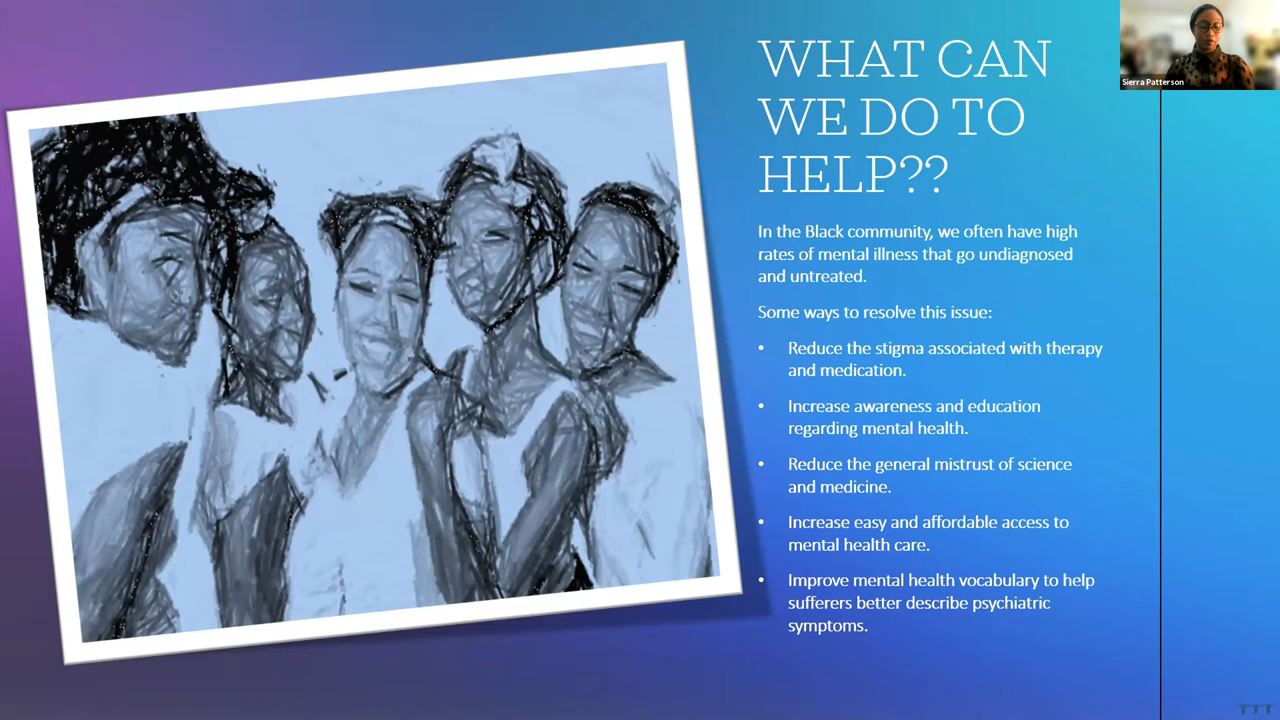 WHAT CAN
WE DO TO
HELP??
Sierra Patterson
In the Black community, we often have high
rates of mental illness that go undiagnosed
and untreated.
Some ways to resolve this issue:
• Reduce the stigma associated with therapy
and medication.
• Increase awareness and education
regarding mental health.
• Reduce the general mistrust of science
and medicine.
• Increase easy and affordable access to
mental health care.
• Improve mental health vocabulary to help
sufferers better describe psychiatric
symptoms.